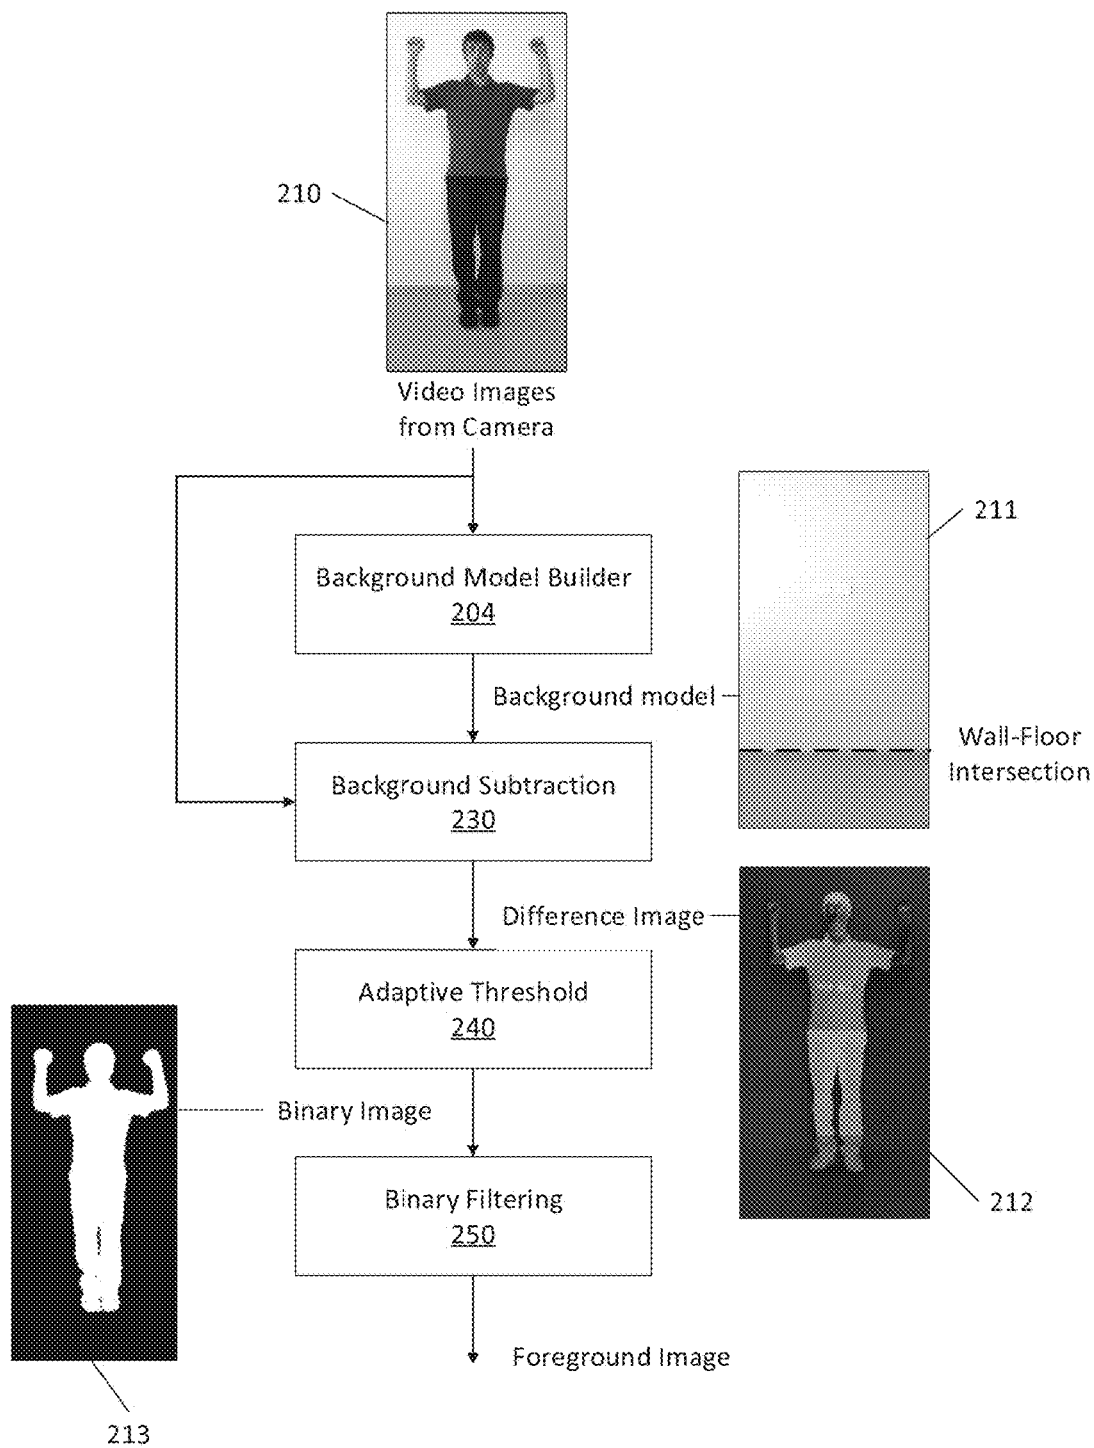 210
Video Images
from Camera
211
Background Model Builder
204
Background model
Wall-Floor
Intersection
Background Subtraction
230
Difference Image
Adaptive Threshold
240
Binary Image
Binary Filtering
250
212
Foreground Image
213